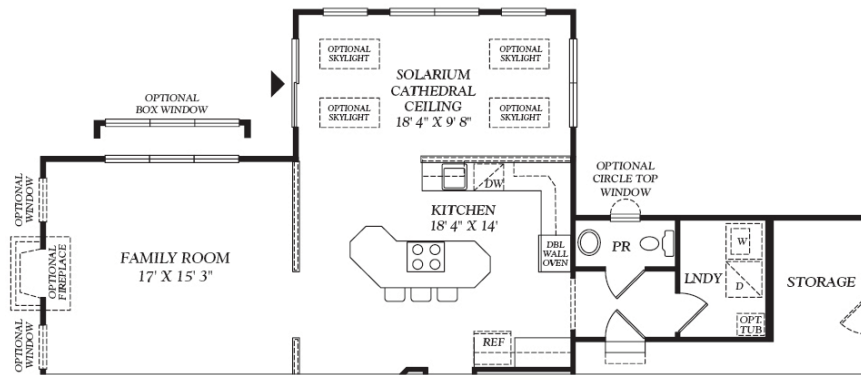 OPTIONAL
SKYLIGHT
OPTIONAL
SKYLIGHT
SOLARIUM
CATHEDRAL
CEILING
18' 4" X 9' 8"
OPTIONAL
SKYLIGHT
OPTIONAL
SKYLIGHT
OPTIONAL
BOX WINDOW
OPTIONAL
WINDOW
FAMILY ROOM
17' X 15' 3"
OPTIONAL
FIREPLACE
OPTIONAL
WINDOW
DW
KITCHEN
18' 4" X 14'
DBL
WALL
OVEN
REF
OPTIONAL
CIRCLE TOP
WINDOW
PR
LNDY
W
D
OPT.
TUB
STORAGE